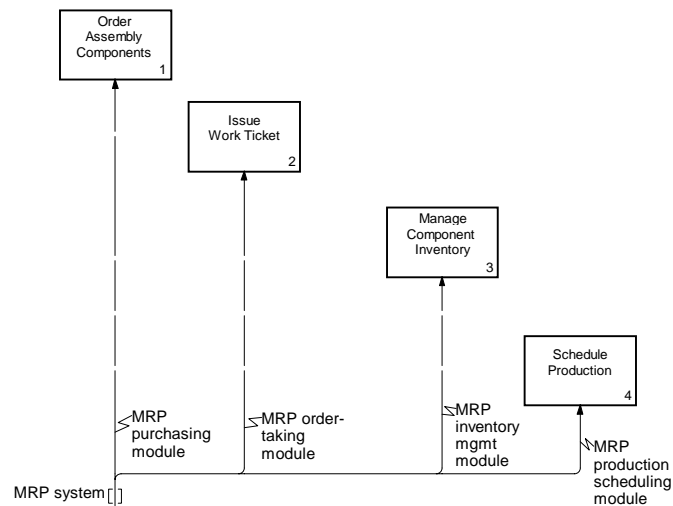 Order
Assembly
Components
1
Issue
Work Ticket
2
Manage
Component
Inventory
3
Schedule
Production
4
MRP
purchasing
module
MRP order-
taking
module
MRP
inventory
mgmt
module
MRP
production
scheduling
module
MRP system